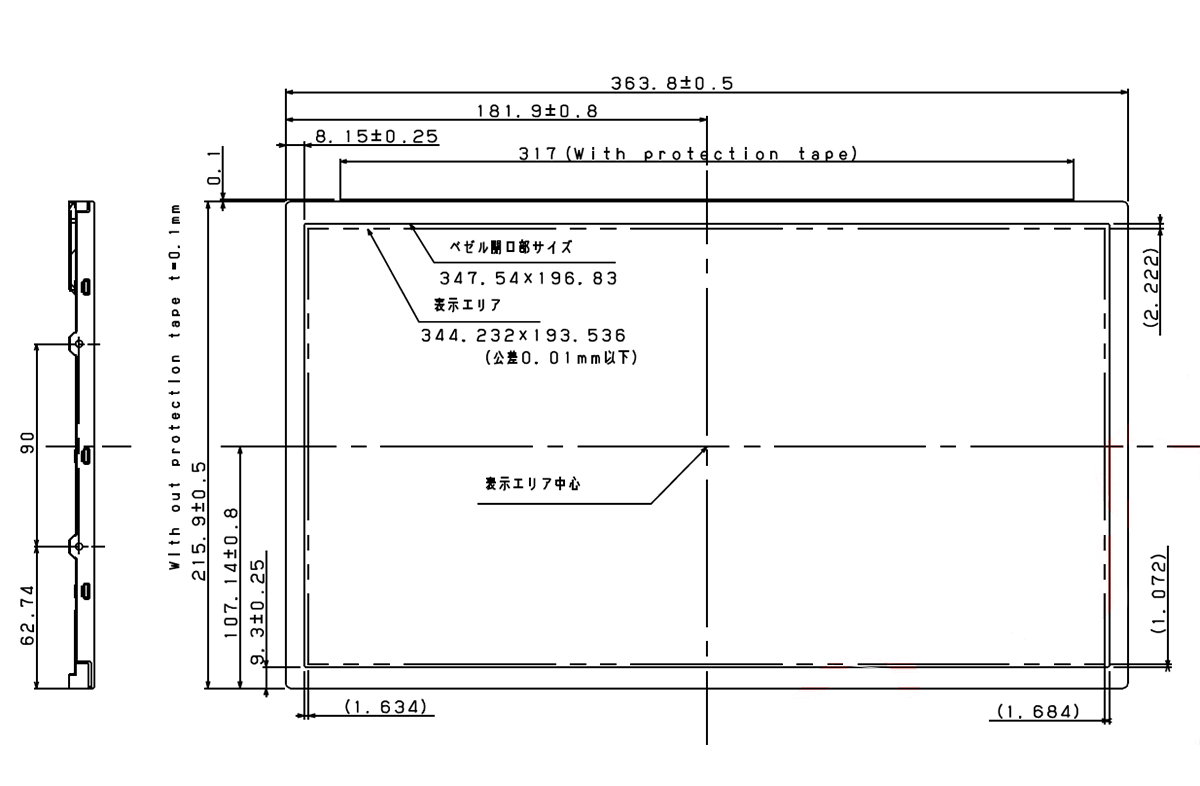 363.8±0.5
181.9±0.8
8.15±0.25
317(With protection tape)
0.1
ベゼル開口部サイズ
347.54×196.83
表示エリア
344.232×193.536
(公差0.01mm以下)
(2.222)
With out protection tape t=0.1mm
215.9±0.5
90
表示エリア中心
107.14±0.8
9.3±0.25
62.74
(1.072)
(1.634)
(1.684)